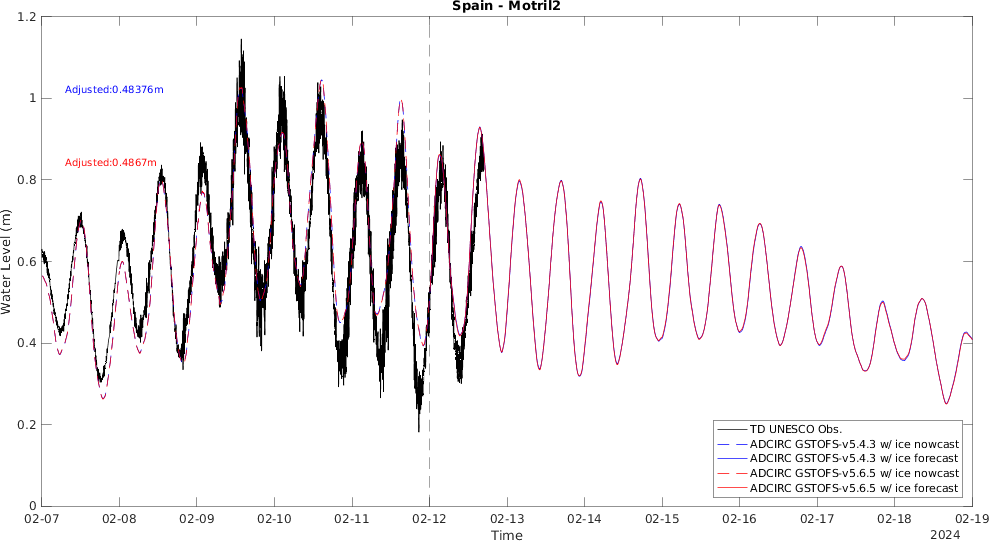 Spain - Motril2
1.2
1
0.8
0.6
0.4
0.2
0
Water Level (m)
Adjusted:0.48376m
Adjusted:0.4867m
TD UNESCO Obs.
ADCIRC GSTOFS-v5.4.3 w/ ice nowcast
ADCIRC GSTOFS-v5.4.3 w/ ice forecast
ADCIRC GSTOFS-v5.6.5 w/ ice nowcast
ADCIRC GSTOFS-v5.6.5 w/ ice forecast
02-07 02-08 02-09 02-10 02-11 02-12 02-13 02-14 02-15 02-16 02-17 02-18 02-19
Time
2024